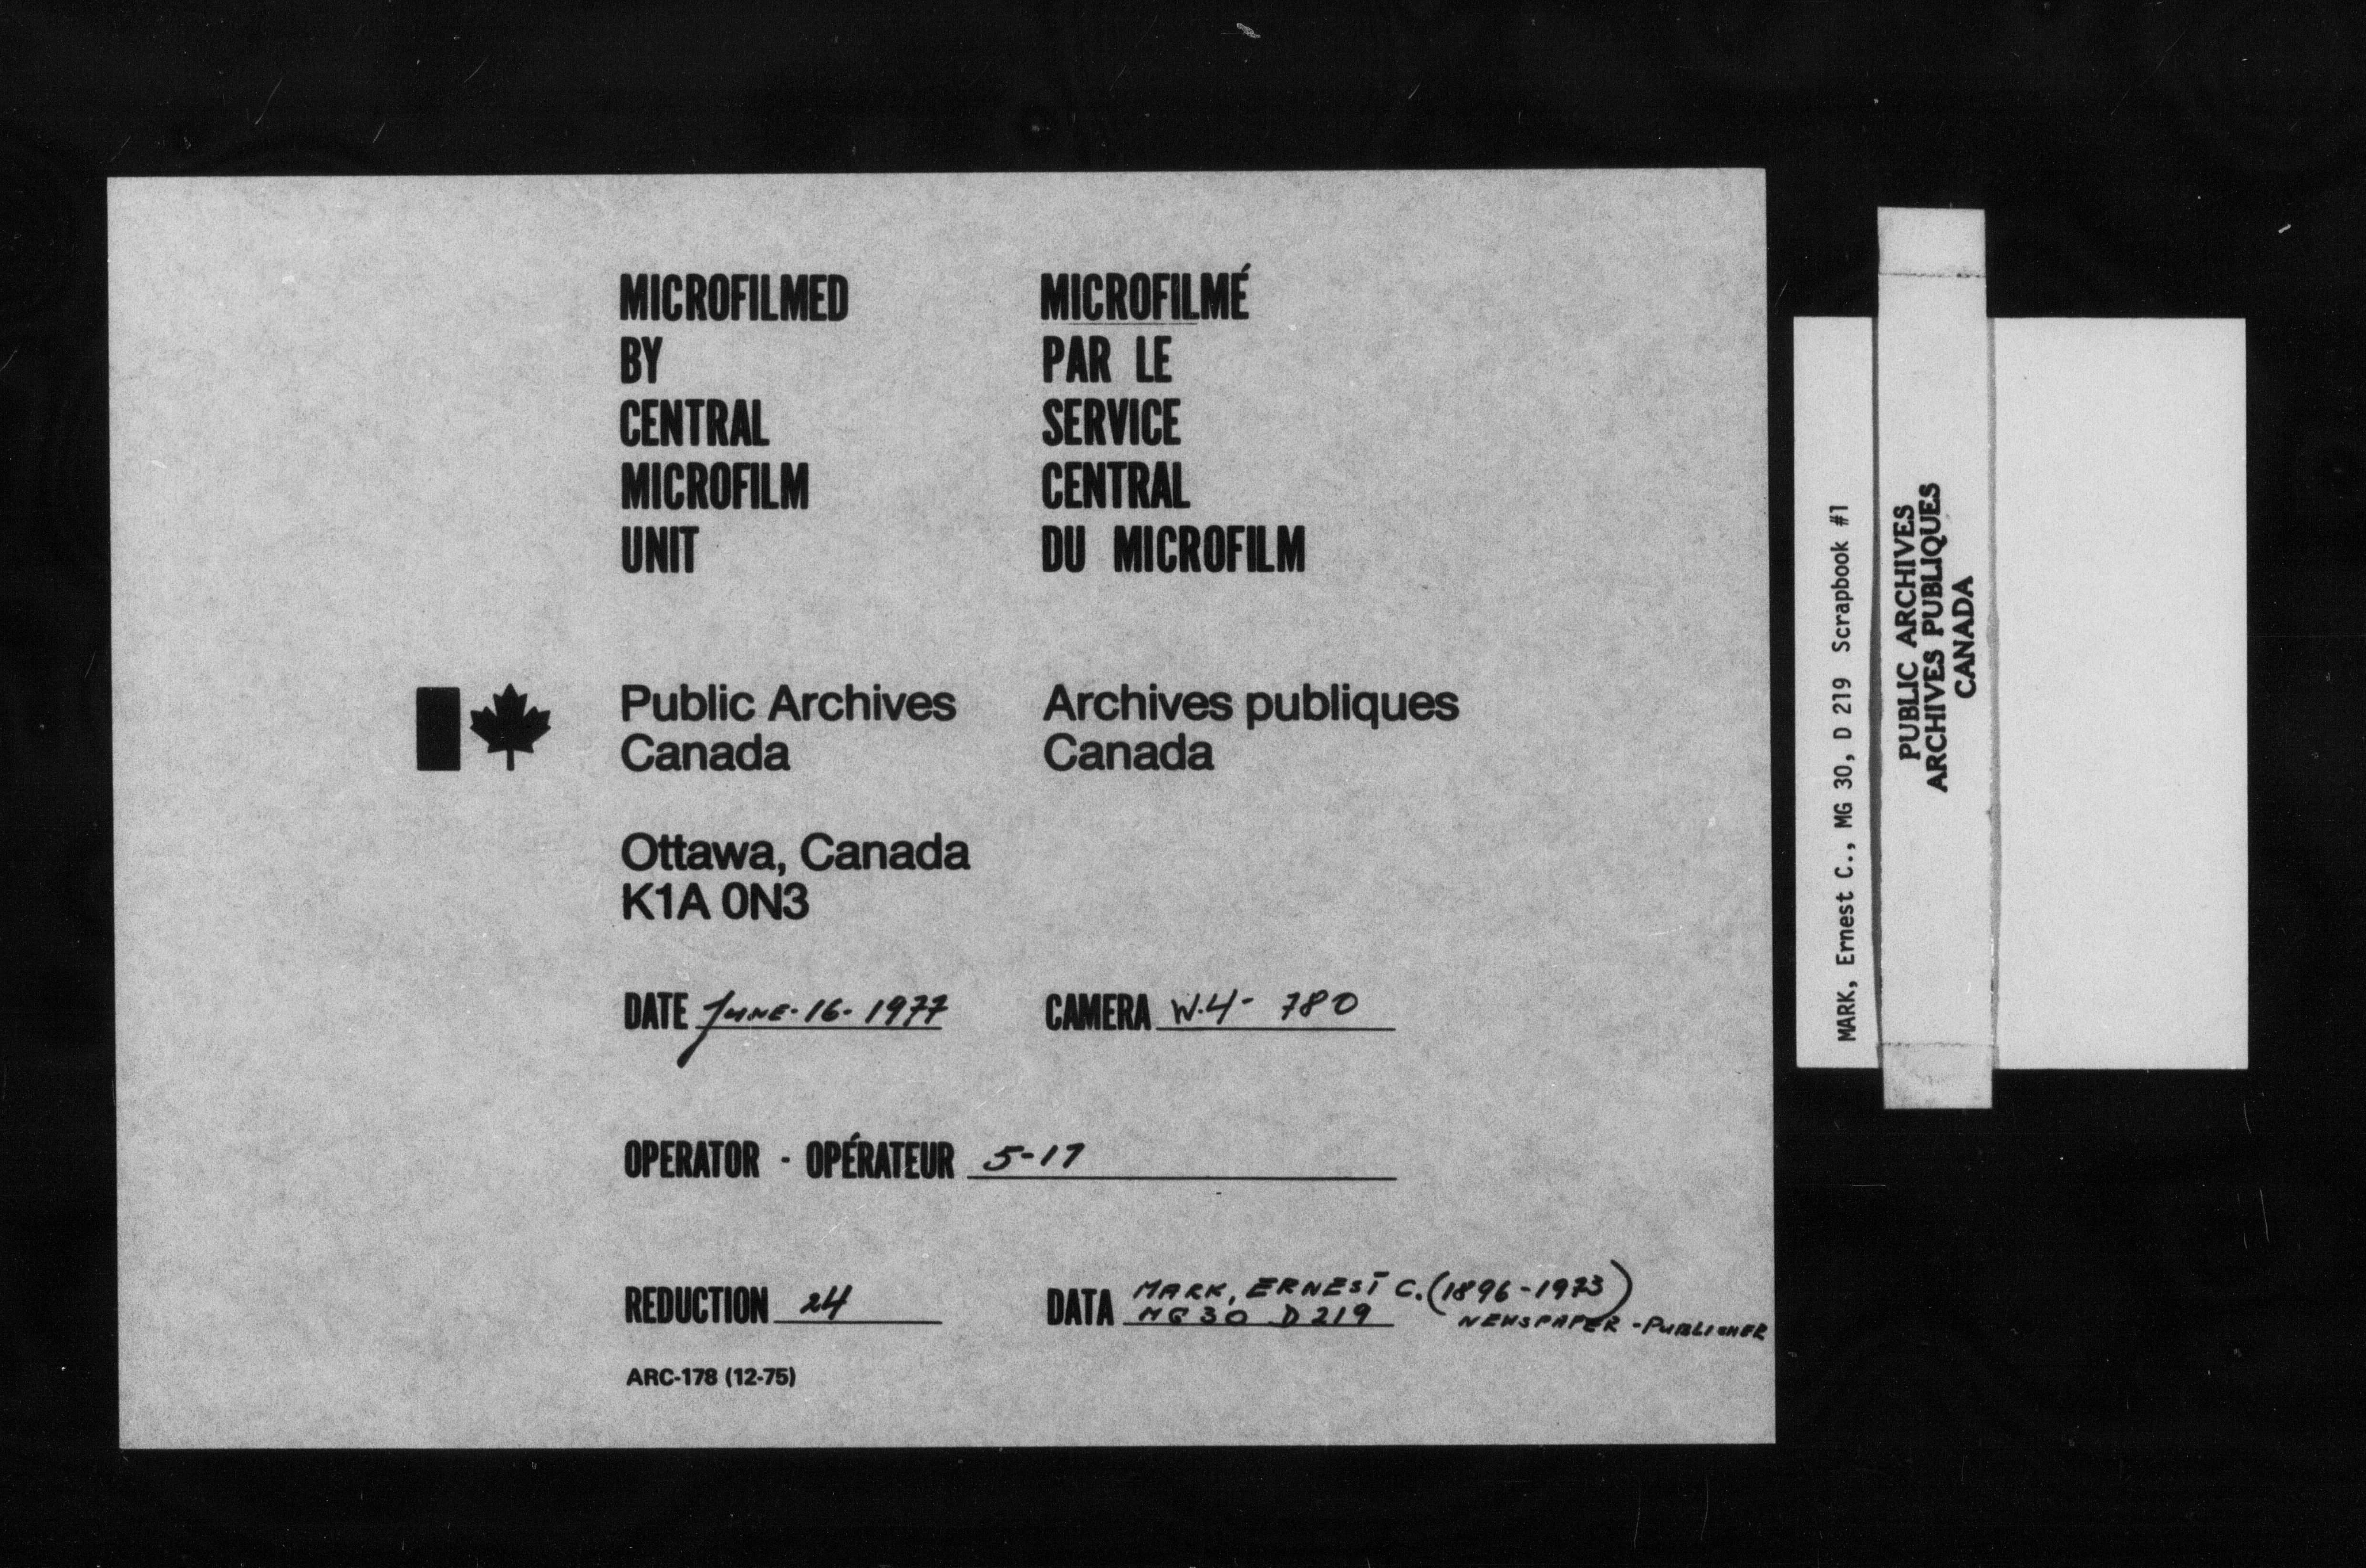 MICROFILMED
BY
CENTRAL
MICROFILM
UNIT
MICROFILMÉ
PAR LE
SERVICE
CENTRAL
DU MICROFILM
Public Archives
Canada
Archives publiques
Canada
Ottawa, Canada
K1A 0N3
DATE JUNE-16-1977
CAMERA W.4- 780
OPERATOR - OPÉRATEUR 5-17
REDUCTION 24
DATA MARK, ERNEST C. (1896-1973)
MG30 D219 NEWSPAPER-PUBLISHER
ARC-178 (12-75)
MARK, Ernest C., MG 30, D 219 Scrapbook #1
PUBLIC ARCHIVES
ARCHIVES PUBLIQUES
CANADA